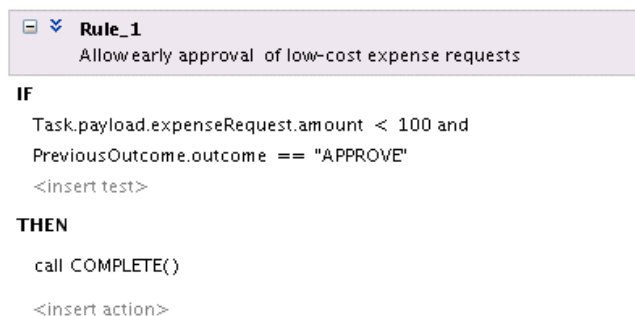 Rule_1
Allow early approval of low-cost expense requests
IF
Task.payload.expenseRequest.amount < 100 and
PreviousOutcome.outcome == "APPROVE"
<insert test>
THEN
call COMPLETE()
<insert action>